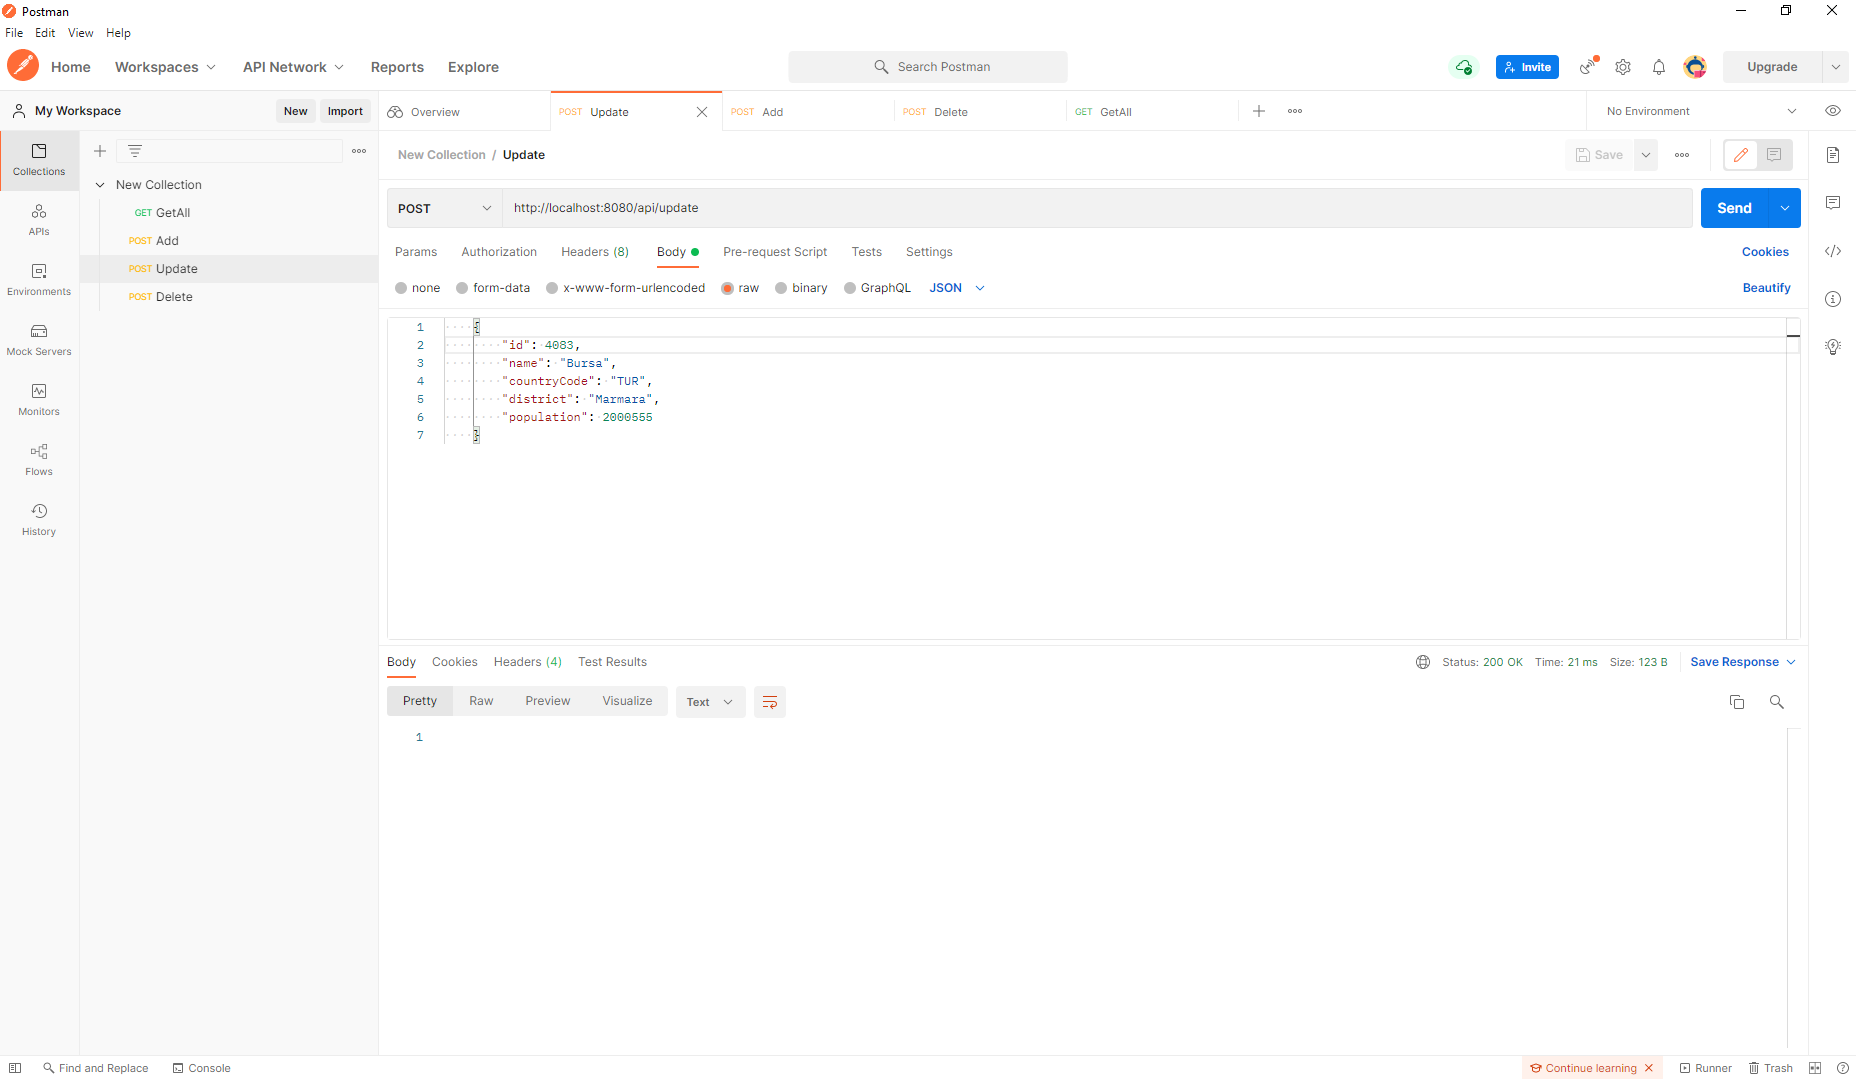 Postman
File Edit View Help
Home Workspaces API Network Reports Explore Search Postman Invite Upgrade
My Workspace New Import Overview POST Update POST Add POST Delete GET GetAll No Environment
Collections
APIs
Environments
Mock Servers
Monitors
Flows
History
New Collection
GET GetAll
POST Add
POST Update
POST Delete
New Collection / Update Save
POST http://localhost:8080/api/update Send
Params Authorization Headers (8) Body Pre-request Script Tests Settings Cookies
none form-data x-www-form-urlencoded raw binary GraphQL JSON Beautify
1 {
2 "id": 4083,
3 "name": "Bursa",
4 "countryCode": "TUR",
5 "district": "Marmara",
6 "population": 2000555
7 }
Body Cookies Headers (4) Test Results Status: 200 OK Time: 21 ms Size: 123 B Save Response
Pretty Raw Preview Visualize Text
1
Find and Replace Console Continue learning Runner Trash